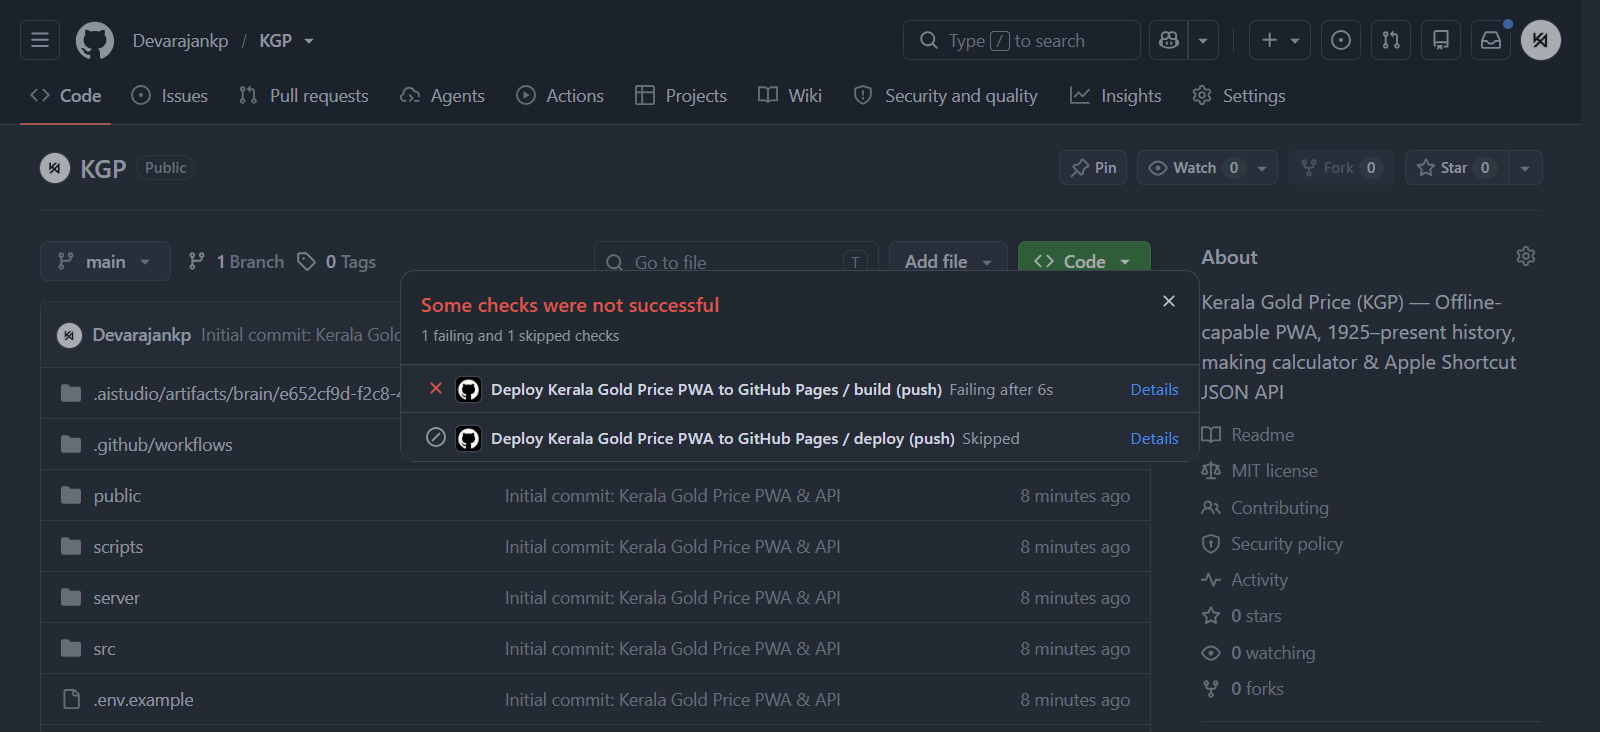 Devarajankp / KGP
Type / to search
Code
Issues
Pull requests
Agents
Actions
Projects
Wiki
Security and quality
Insights
Settings
KGP Public
Pin
Watch 0
Fork 0
Star 0
main
1 Branch
0 Tags
Go to file
T
Add file
Code
About
Kerala Gold Price (KGP) — Offline-
capable PWA, 1925–present history,
making calculator & Apple Shortcut
JSON API
Readme
MIT license
Contributing
Security policy
Activity
0 stars
0 watching
0 forks
Some checks were not successful
1 failing and 1 skipped checks
Deploy Kerala Gold Price PWA to GitHub Pages / build (push) Failing after 6s Details
Deploy Kerala Gold Price PWA to GitHub Pages / deploy (push) Skipped Details
Devarajankp Initial commit: Kerala Gold
.aistudio/artifacts/brain/e652cf9d-f2c8-
.github/workflows
public Initial commit: Kerala Gold Price PWA & API 8 minutes ago
scripts Initial commit: Kerala Gold Price PWA & API 8 minutes ago
server Initial commit: Kerala Gold Price PWA & API 8 minutes ago
src Initial commit: Kerala Gold Price PWA & API 8 minutes ago
.env.example Initial commit: Kerala Gold Price PWA & API 8 minutes ago